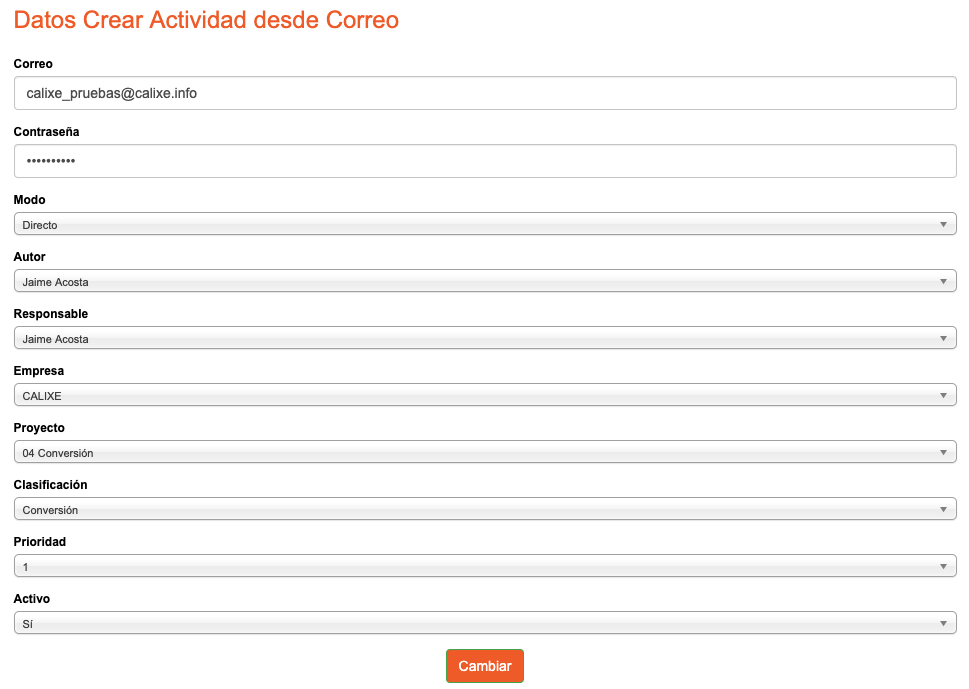 Datos Crear Actividad desde Correo
Correo
calixe_pruebas@calixe.info
Contraseña
••••••••••
Modo
Directo
Autor
Jaime Acosta
Responsable
Jaime Acosta
Empresa
CALIXE
Proyecto
04 Conversión
Clasificación
Conversión
Prioridad
1
Activo
Sí
Cambiar